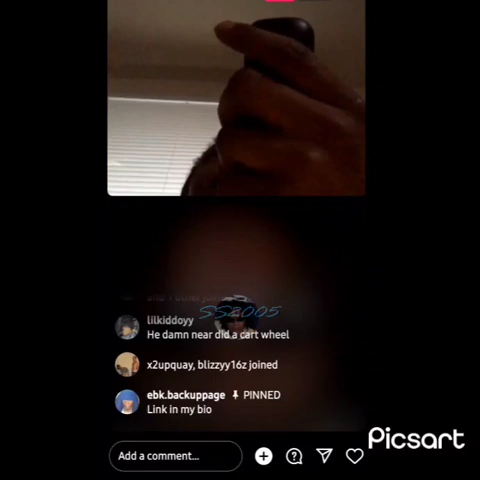 SS2005
lilkiddoyy
He damn near did a cart wheel
x2upquay, blizzyy16z joined
ebk.backuppage PINNED
Link in my bio
Add a comment...
Picsart